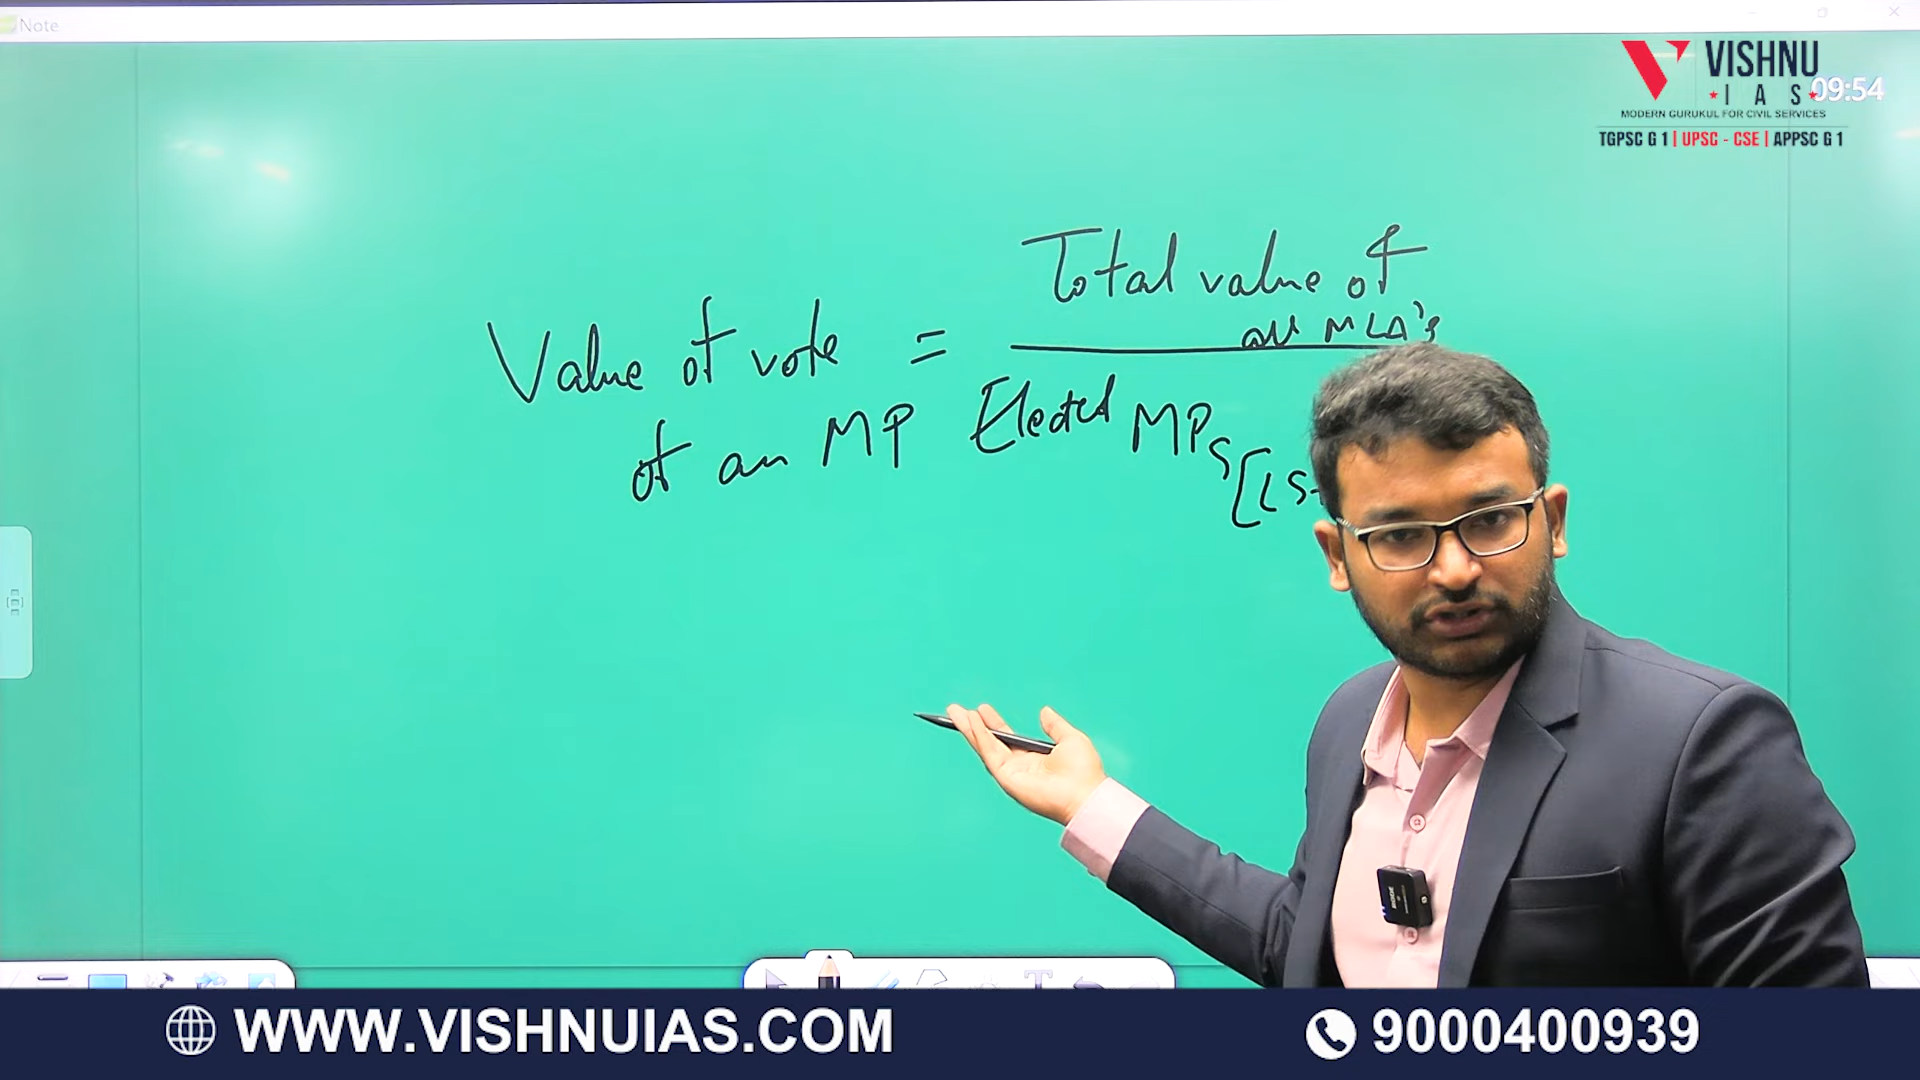 Note
VISHNU
IAS
09:54
MODERN GURUKUL FOR CIVIL SERVICES
TGPSC G 1 | UPSC - CSE | APPSC G 1
Total value of
all MLA's
Value of vote =
of an MP
Elected MPs
[LS
WWW.VISHNUIAS.COM
9000400939